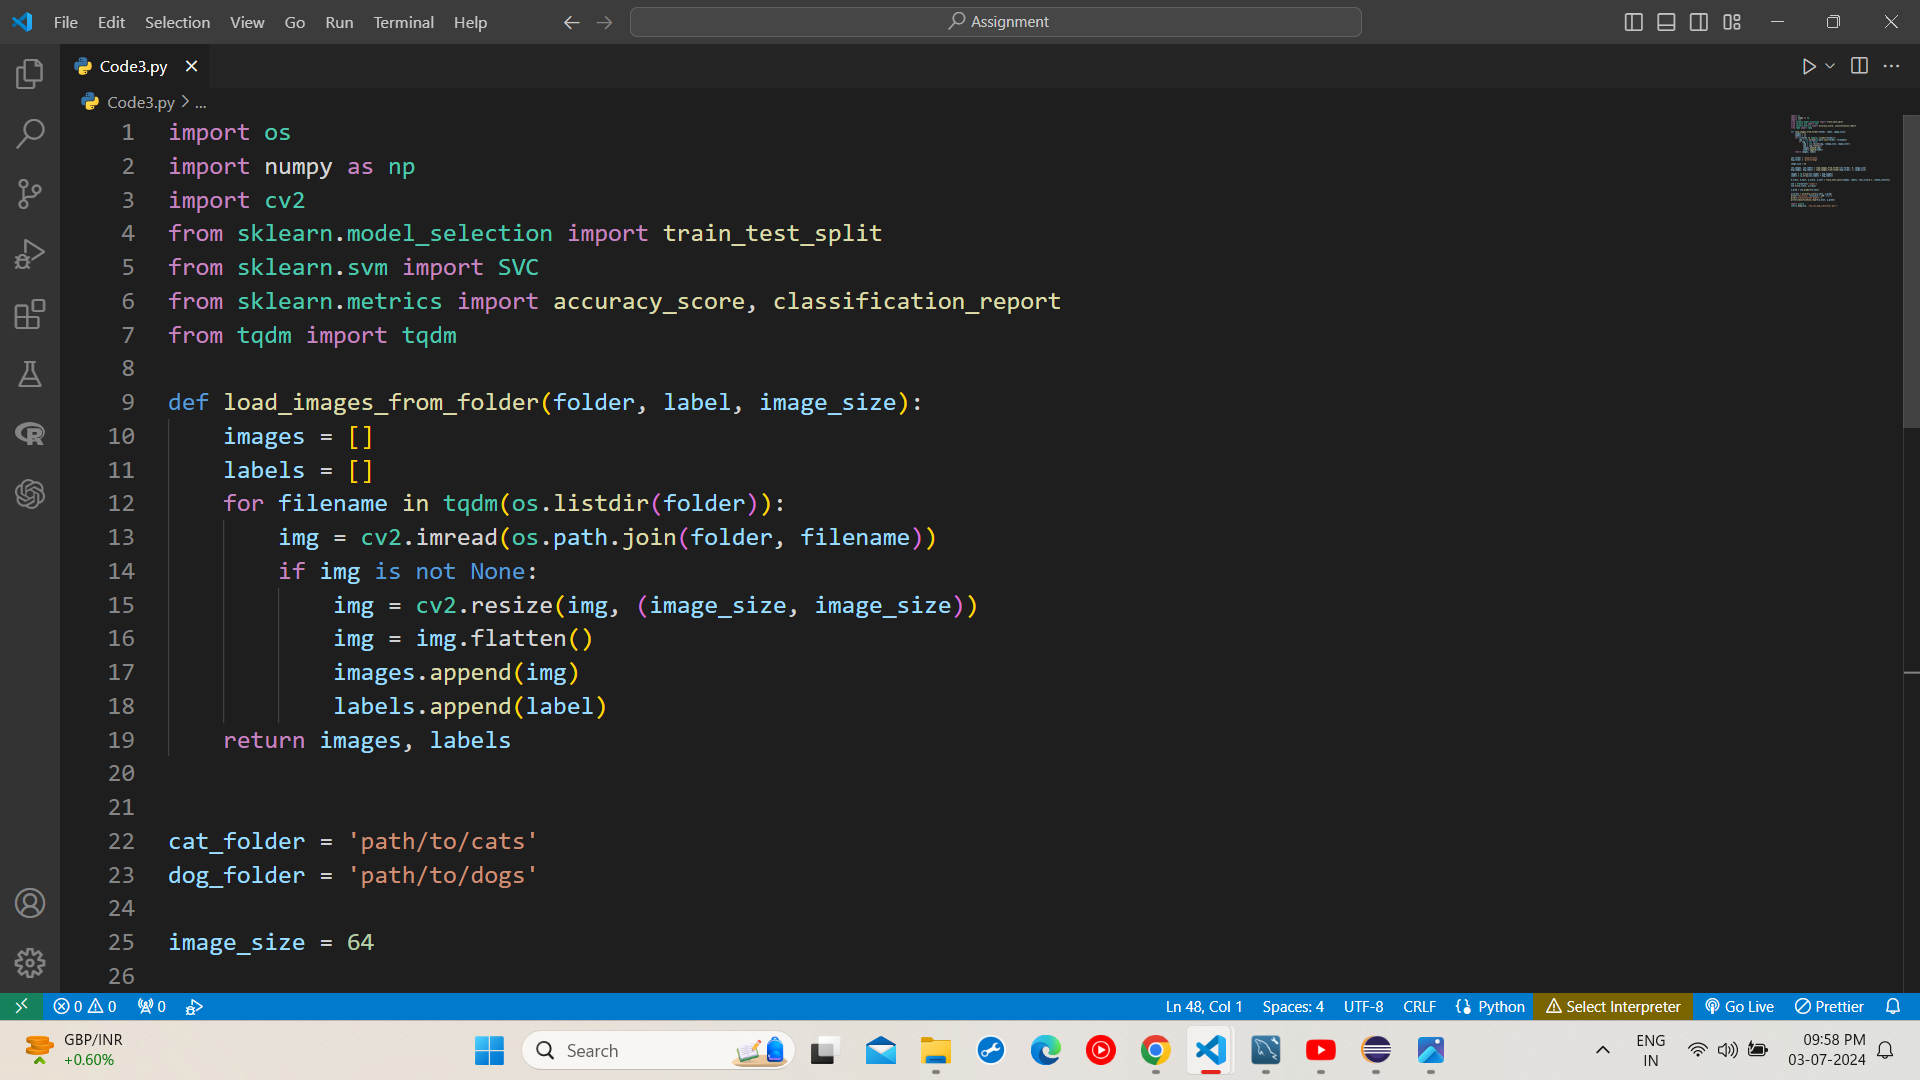 File Edit Selection View Go Run Terminal Help
Assignment
Code3.py
Code3.py > ...
1 import os
2 import numpy as np
3 import cv2
4 from sklearn.model_selection import train_test_split
5 from sklearn.svm import SVC
6 from sklearn.metrics import accuracy_score, classification_report
7 from tqdm import tqdm
8
9 def load_images_from_folder(folder, label, image_size):
10     images = []
11     labels = []
12     for filename in tqdm(os.listdir(folder)):
13         img = cv2.imread(os.path.join(folder, filename))
14         if img is not None:
15             img = cv2.resize(img, (image_size, image_size))
16             img = img.flatten()
17             images.append(img)
18             labels.append(label)
19     return images, labels
20
21
22 cat_folder = 'path/to/cats'
23 dog_folder = 'path/to/dogs'
24
25 image_size = 64
26
0 0 0 Ln 48, Col 1 Spaces: 4 UTF-8 CRLF Python Select Interpreter Go Live Prettier
GBP/INR
+0.60%
Search
ENG
IN
09:58 PM
03-07-2024